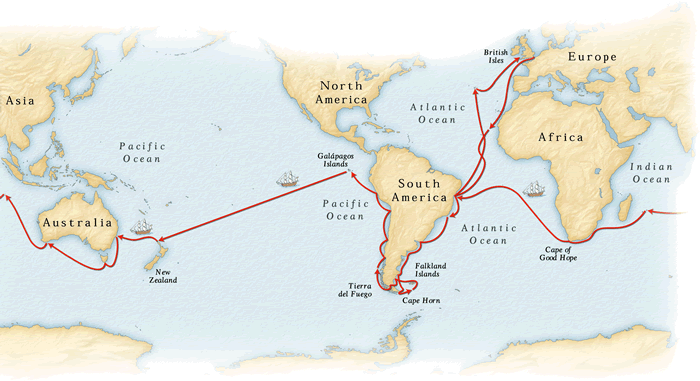 British
Isles
Europe
Asia
North
America
Atlantic
Ocean
Africa
Pacific
Ocean
Galápagos
Islands
Indian
Ocean
South
America
Pacific
Ocean
Australia
Atlantic
Ocean
Cape of
Good Hope
New
Zealand
Falkland
Islands
Tierra
del Fuego
Cape Horn